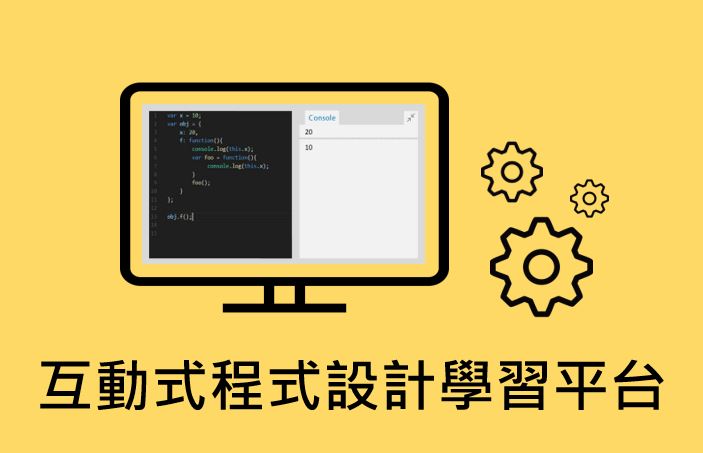 var x = 10;
var obj = {
x: 20,
f: function(){
console.log(this.x);
var foo = function(){
console.log(this.x);
}
foo();
}
};
obj.f();
Console
20
10
互動式程式設計學習平台